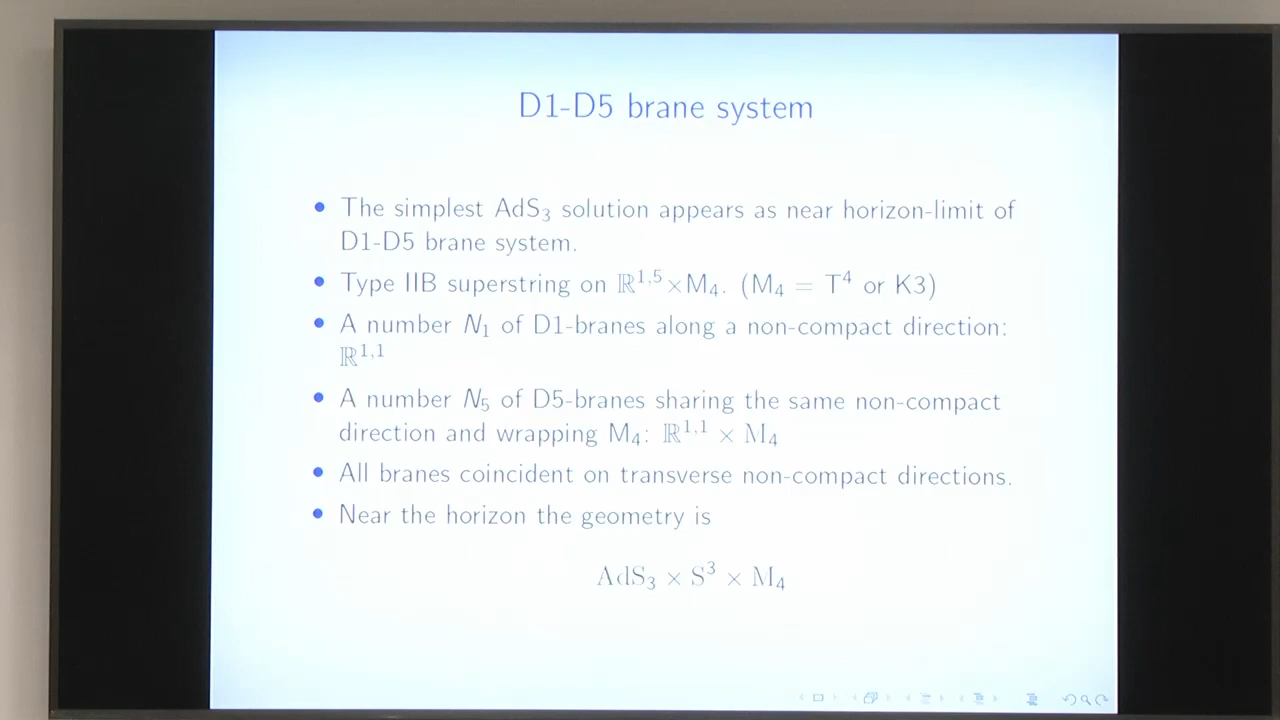 D1-D5 brane system
• The simplest AdS₃ solution appears as near horizon-limit of
D1-D5 brane system.
• Type IIB superstring on ℝ¹,⁵×M₄. (M₄ = T⁴ or K3)
• A number N₁ of D1-branes along a non-compact direction:
ℝ¹,¹
• A number N₅ of D5-branes sharing the same non-compact
direction and wrapping M₄: ℝ¹,¹ × M₄
• All branes coincident on transverse non-compact directions.
• Near the horizon the geometry is
AdS₃ × S³ × M₄